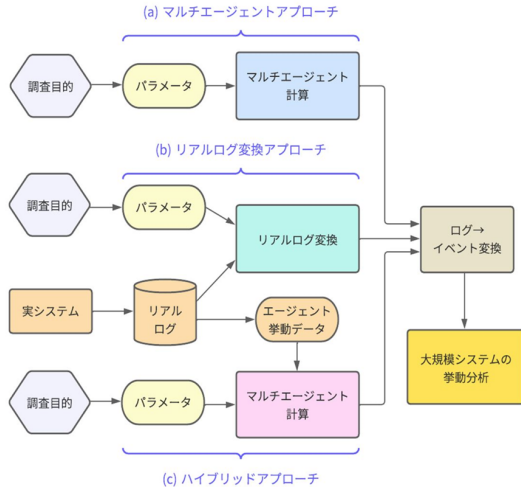 (a) マルチエージェントアプローチ
調査目的
パラメータ
マルチエージェント
計算
(b) リアルログ変換アプローチ
調査目的
パラメータ
リアルログ変換
ログ→
イベント変換
実システム
リアル
ログ
エージェント
挙動データ
大規模システムの
挙動分析
調査目的
パラメータ
マルチエージェント
計算
(c) ハイブリッドアプローチ